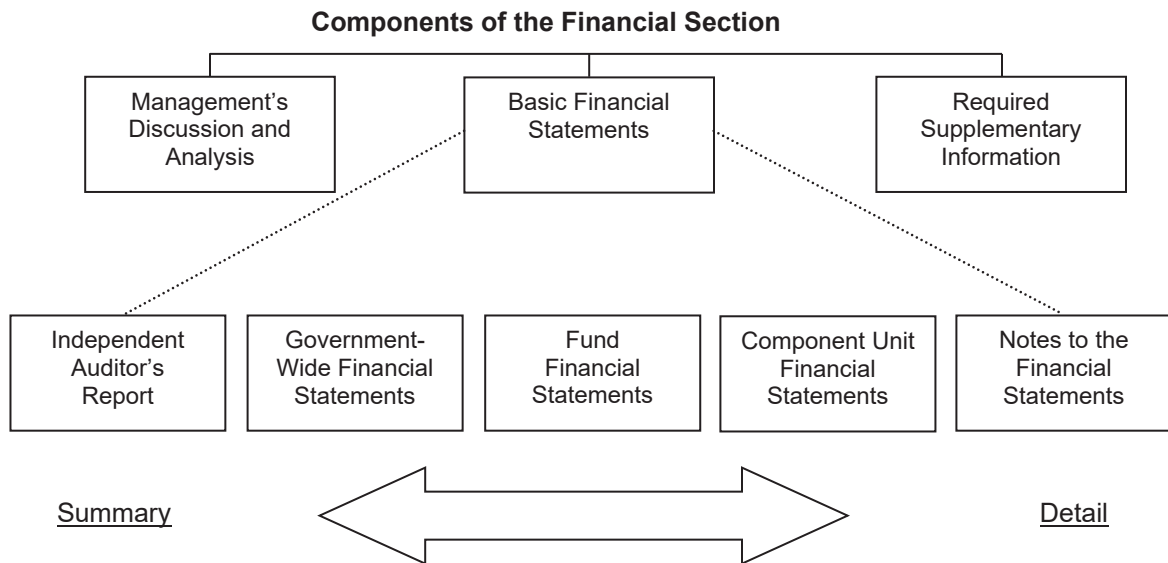 Components of the Financial Section
Management’s
Discussion and
Analysis
Basic Financial
Statements
Required
Supplementary
Information
Independent
Auditor’s
Report
Government-
Wide Financial
Statements
Fund
Financial
Statements
Component Unit
Financial
Statements
Notes to the
Financial
Statements
Summary
Detail